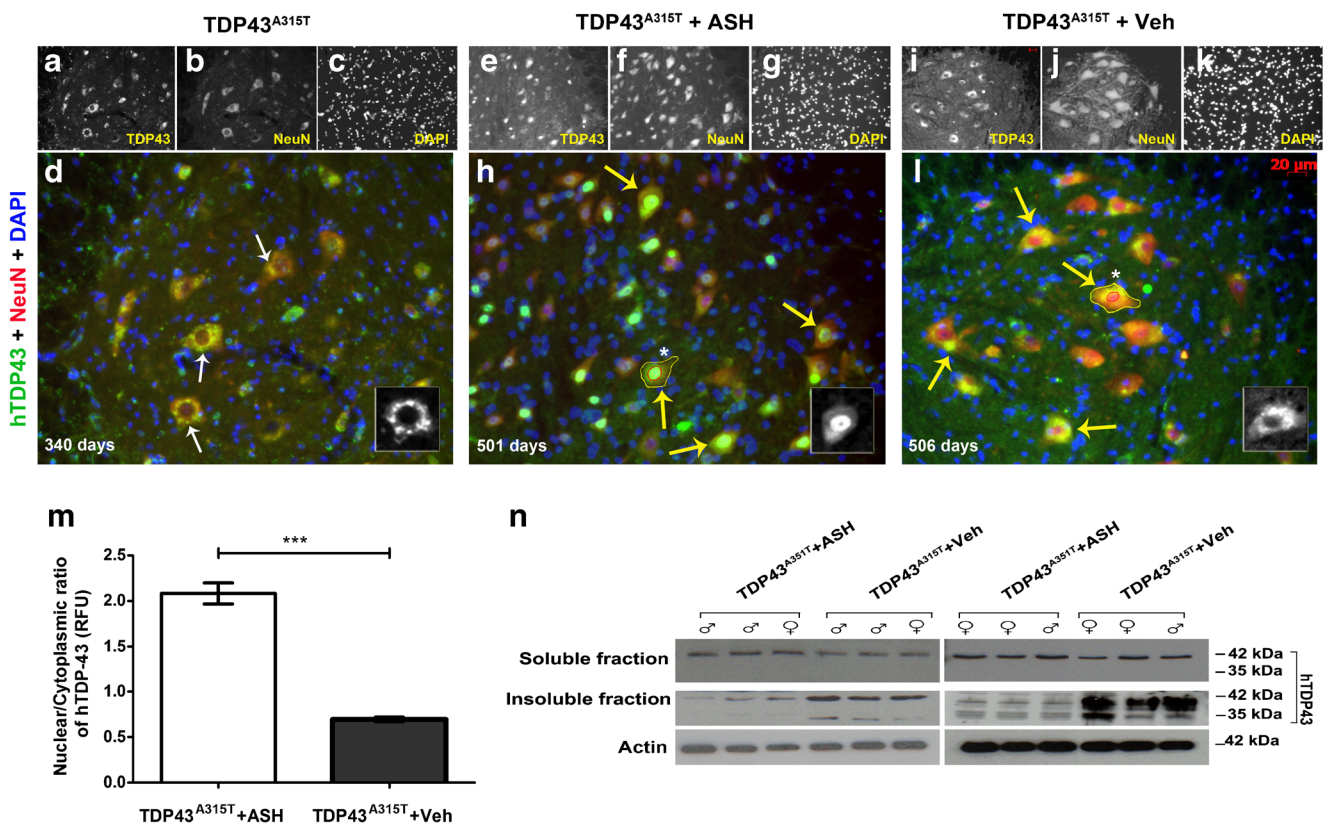 TDP43A315T
TDP43A315T + ASH
TDP43A315T + Veh
a
b
c
e
f
g
i
j
k
TDP43
NeuN
DAPI
TDP43
NeuN
DAPI
TDP43
NeuN
DAPI
hTDP43 + NeuN + DAPI
d
h
l
20 µm
*
*
340 days
501 days
506 days
m
***
Nuclear/Cytoplasmic ratio
of hTDP-43 (RFU)
2.5
2.0
1.5
1.0
0.5
0.0
TDP43A315T+ASH
TDP43A315T+Veh
n
TDP43A351T+ASH
TDP43A315T+Veh
TDP43A351T+ASH
TDP43A315T+Veh
♂ ♂ ♀ ♂ ♂ ♀ ♀ ♀ ♂ ♀ ♀ ♂
Soluble fraction
42 kDa
35 kDa
Insoluble fraction
42 kDa
35 kDa
hTDP43
Actin
42 kDa